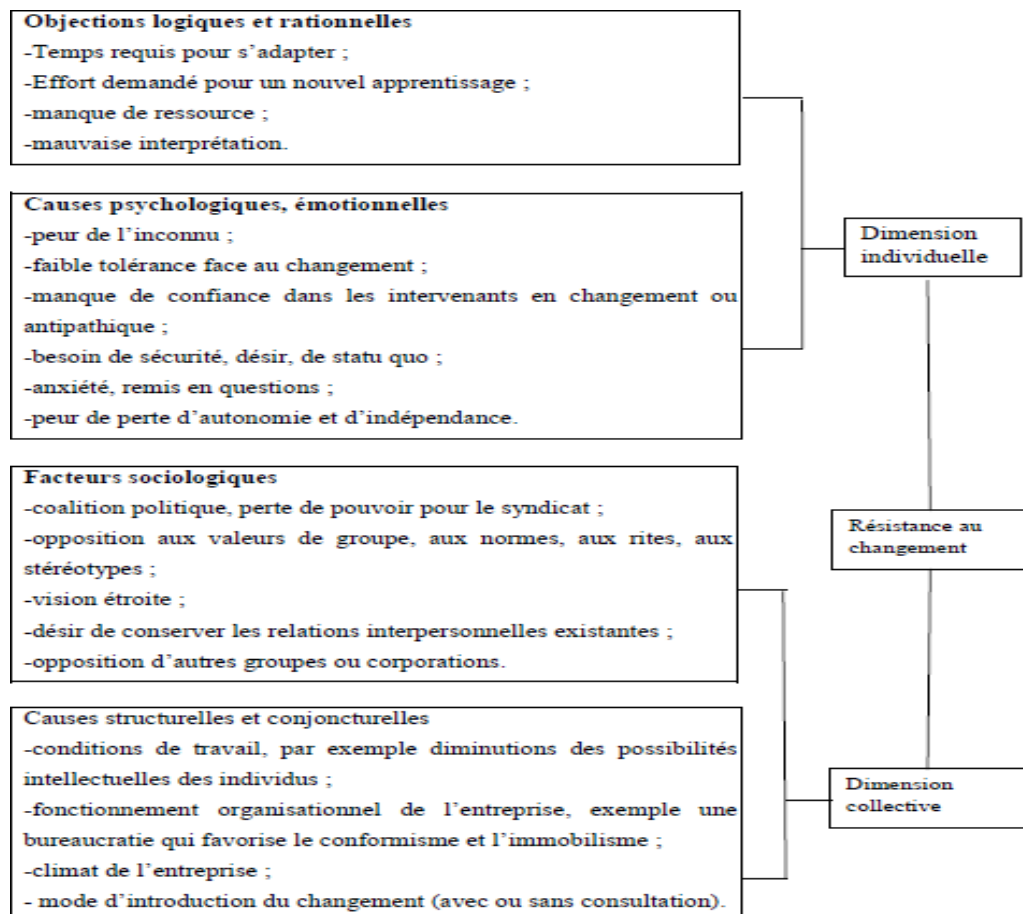 Objections logiques et rationnelles
-Temps requis pour s’adapter ;
-Effort demandé pour un nouvel apprentissage ;
-manque de ressource ;
-mauvaise interprétation.
Causes psychologiques, émotionnelles
-peur de l’inconnu ;
-faible tolérance face au changement ;
-manque de confiance dans les intervenants en changement ou
antipathique ;
-besoin de sécurité, désir, de statu quo ;
-anxiété, remis en questions ;
-peur de perte d’autonomie et d’indépendance.
Dimension
individuelle
Facteurs sociologiques
-coalition politique, perte de pouvoir pour le syndicat ;
-opposition aux valeurs de groupe, aux normes, aux rites, aux
stéréotypes ;
-vision étroite ;
-désir de conserver les relations interpersonnelles existantes ;
-opposition d’autres groupes ou corporations.
Résistance au
changement
Causes structurelles et conjoncturelles
-conditions de travail, par exemple diminutions des possibilités
intellectuelles des individus ;
-fonctionnement organisationnel de l’entreprise, exemple une
bureaucratie qui favorise le conformisme et l’immobilisme ;
-climat de l’entreprise ;
- mode d’introduction du changement (avec ou sans consultation).
Dimension
collective